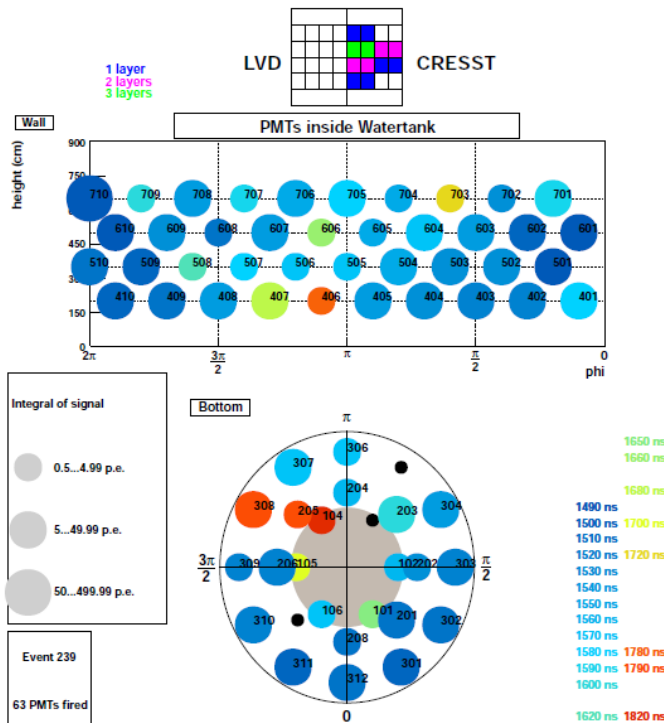 LVD
CRESST
1 layer
2 layers
3 layers
Wall
PMTs inside Watertank
height (cm)
900
750
600
450
300
150
0
710 709 708 707 706 705 704 703 702 701
610 609 608 607 606 605 604 603 602 601
510 509 508 507 506 505 504 503 502 501
410 409 408 407 406 405 404 403 402 401
2π 3π/2 π π/2 0
phi
Integral of signal
0.5...4.99 p.e.
5...49.99 p.e.
50...499.99 p.e.
Event 239
63 PMTs fired
Bottom
π
306
307
204
308 205 104 203 304
3π/2 309 206 105 102 202 303 π/2
310 106 101 201 302
208
311 312 301
0
1650 ns
1660 ns
1680 ns
1490 ns
1500 ns 1700 ns
1510 ns
1520 ns 1720 ns
1530 ns
1540 ns
1550 ns
1560 ns
1570 ns
1580 ns 1780 ns
1590 ns 1790 ns
1600 ns
1620 ns 1820 ns